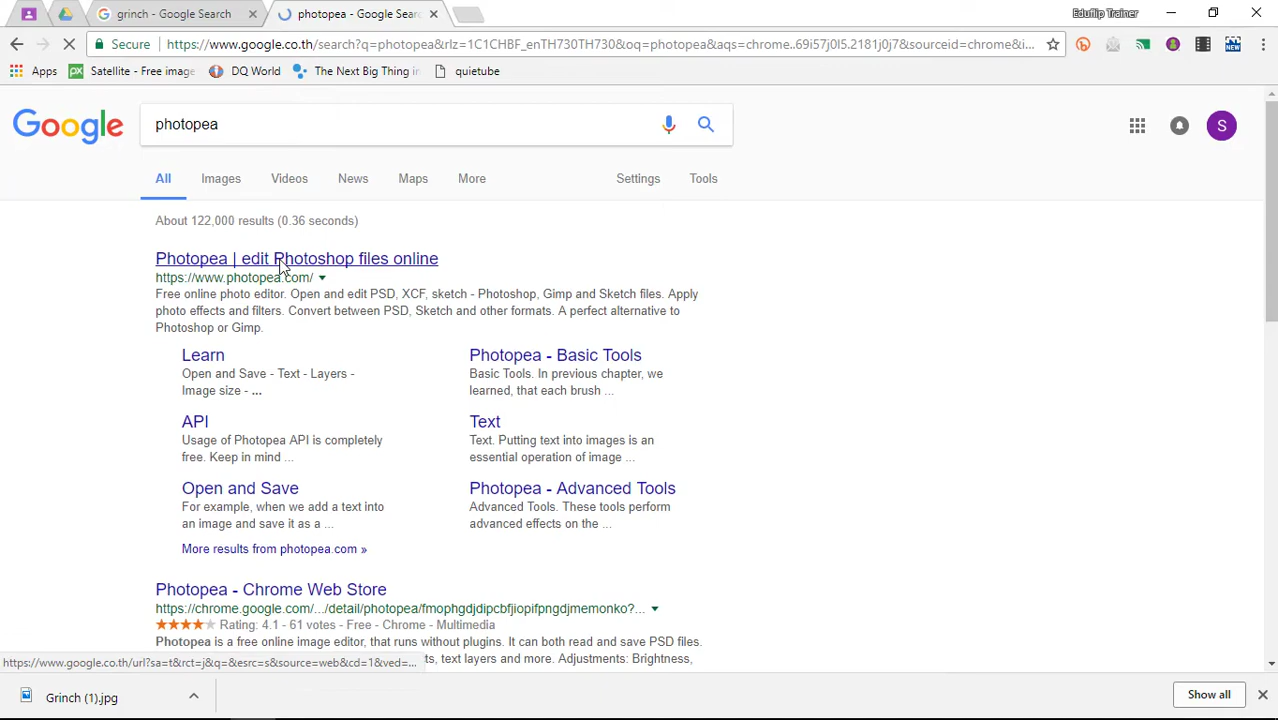 grinch - Google Search
photopea - Google Sear
Eduflip Trainer
Secure
https://www.google.co.th/search?q=photopea&rlz=1C1CHBF_enTH730TH730&oq=photopea&aqs=chrome..69i57j0l5.2181j0j7&sourceid=chrome&i...
Apps
Satellite - Free image
DQ World
The Next Big Thing in
quietube
NEW
Google
photopea
S
All
Images
Videos
News
Maps
More
Settings
Tools
About 122,000 results (0.36 seconds)
Photopea | edit Photoshop files online
https://www.photopea.com/
Free online photo editor. Open and edit PSD, XCF, sketch - Photoshop, Gimp and Sketch files. Apply
photo effects and filters. Convert between PSD, Sketch and other formats. A perfect alternative to
Photoshop or Gimp.
Learn
Open and Save - Text - Layers -
Image size - ...
Photopea - Basic Tools
Basic Tools. In previous chapter, we
learned, that each brush ...
API
Usage of Photopea API is completely
free. Keep in mind ...
Text
Text. Putting text into images is an
essential operation of image ...
Open and Save
For example, when we add a text into
an image and save it as a ...
Photopea - Advanced Tools
Advanced Tools. These tools perform
advanced effects on the ...
More results from photopea.com »
Photopea - Chrome Web Store
https://chrome.google.com/.../detail/photopea/fmophgdjdipcbfjiopifpngdjmemonko?...
Rating: 4.1 - 61 votes - Free - Chrome - Multimedia
Photopea is a free online image editor, that runs without plugins. It can both read and save PSD files.
ts, text layers and more. Adjustments: Brightness,
https://www.google.co.th/url?sa=t&rct=j&q=&esrc=s&source=web&cd=1&ved=...
Grinch (1).jpg
Show all